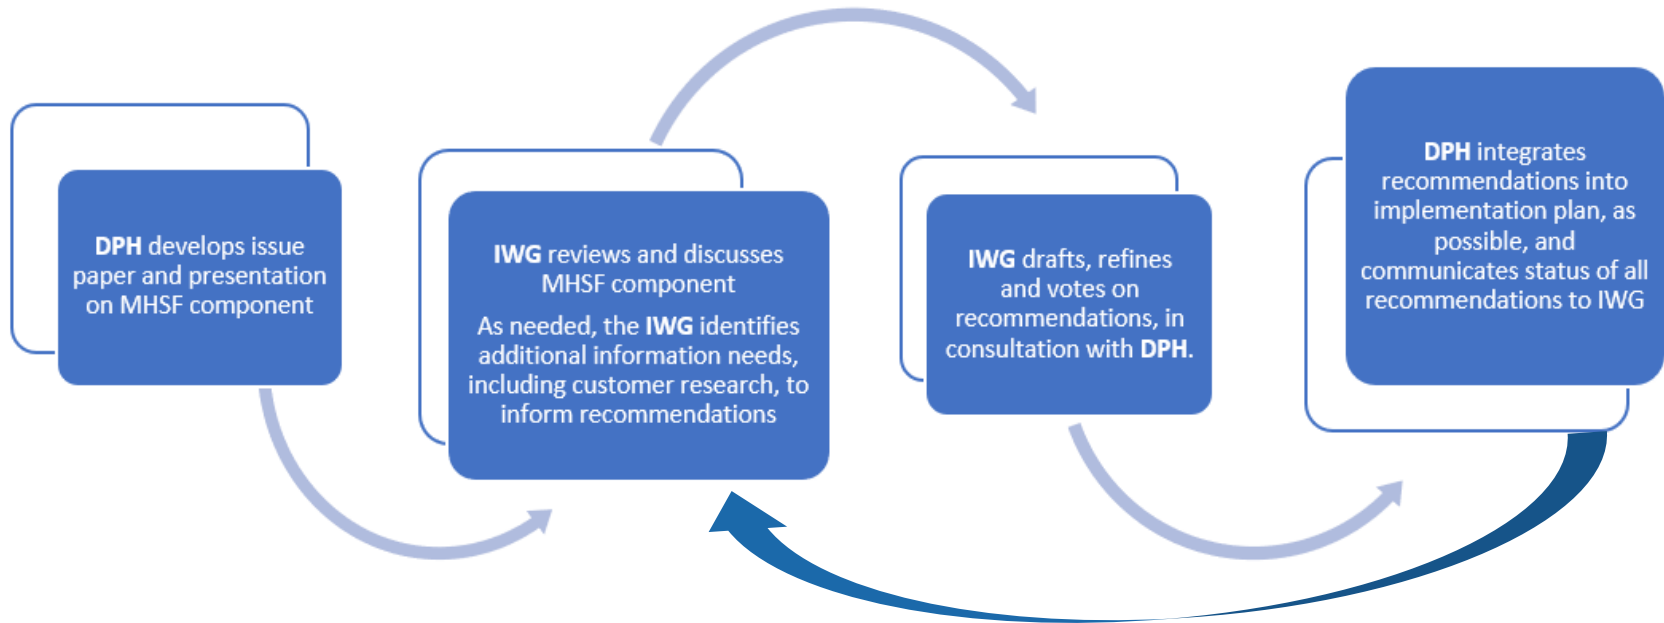 DPH develops issue
paper and presentation
on MHSF component
IWG reviews and discusses
MHSF component
As needed, the IWG identifies
additional information needs,
including customer research, to
inform recommendations
IWG drafts, refines
and votes on
recommendations, in
consultation with DPH.
DPH integrates
recommendations into
implementation plan, as
possible, and
communicates status of all
recommendations to IWG